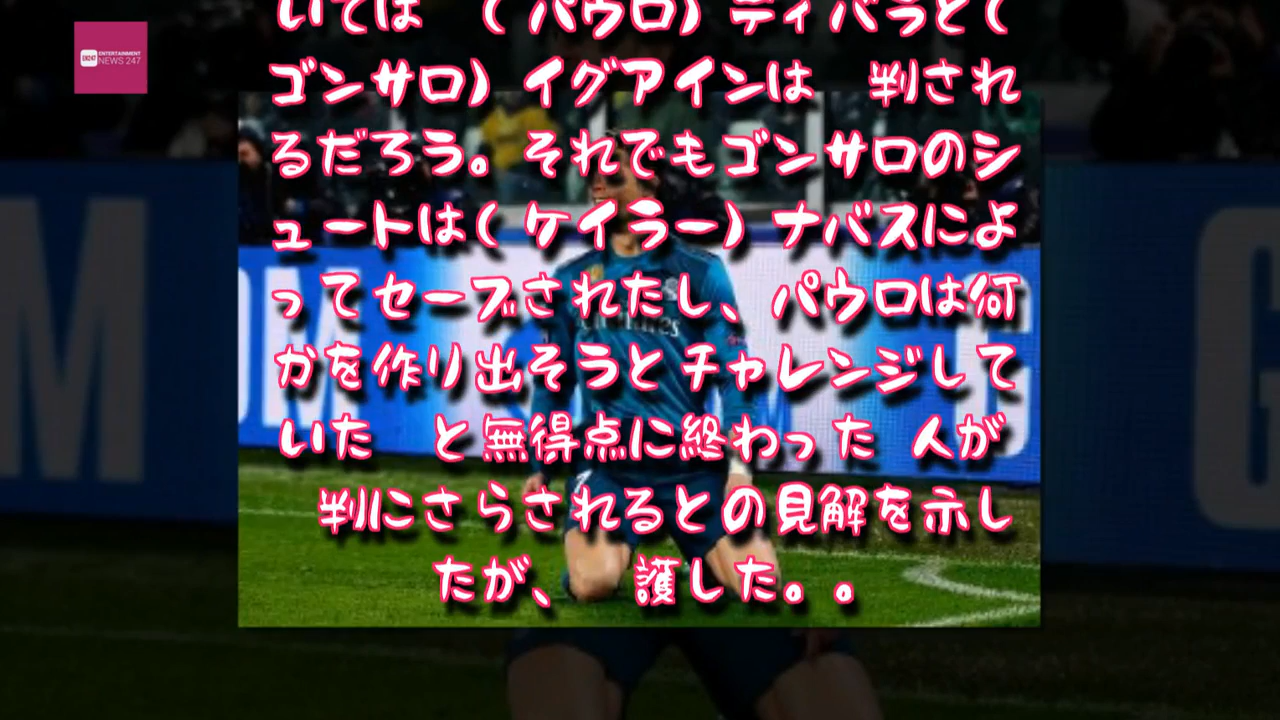 ENTERTAINMENT
NEWS 247
いては （ パウロ）ディバラとて
ゴンサロ）イグアインは 判され
るだろう。それでもゴンサロのシ
ュートは（ ケイラー）ナバスによ
ってセーブされたし、パウロは何
かを作り出そうと チャレンジして
いた と無得点に終わった 人が
判にさらされるとの見解を示し
たが、 護した。。